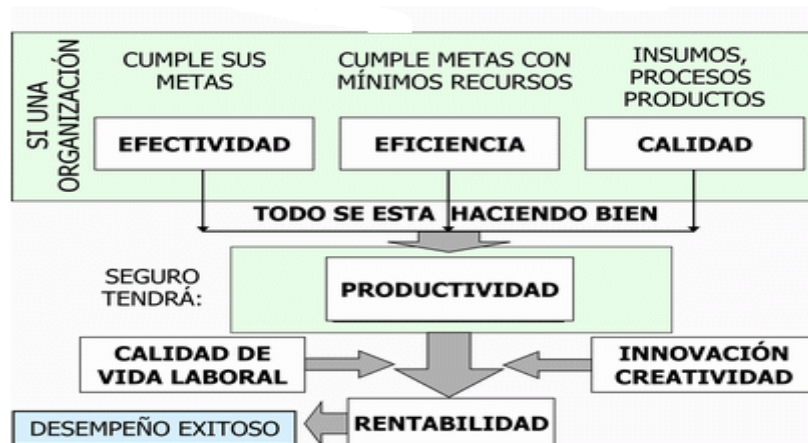 SI UNA
ORGANIZACIÓN
CUMPLE SUS
METAS
EFECTIVIDAD
CUMPLE METAS CON
MÍNIMOS RECURSOS
EFICIENCIA
INSUMOS,
PROCESOS
PRODUCTOS
CALIDAD
TODO SE ESTA HACIENDO BIEN
SEGURO
TENDRÁ:
PRODUCTIVIDAD
CALIDAD DE
VIDA LABORAL
INNOVACIÓN
CREATIVIDAD
RENTABILIDAD
DESEMPEÑO EXITOSO